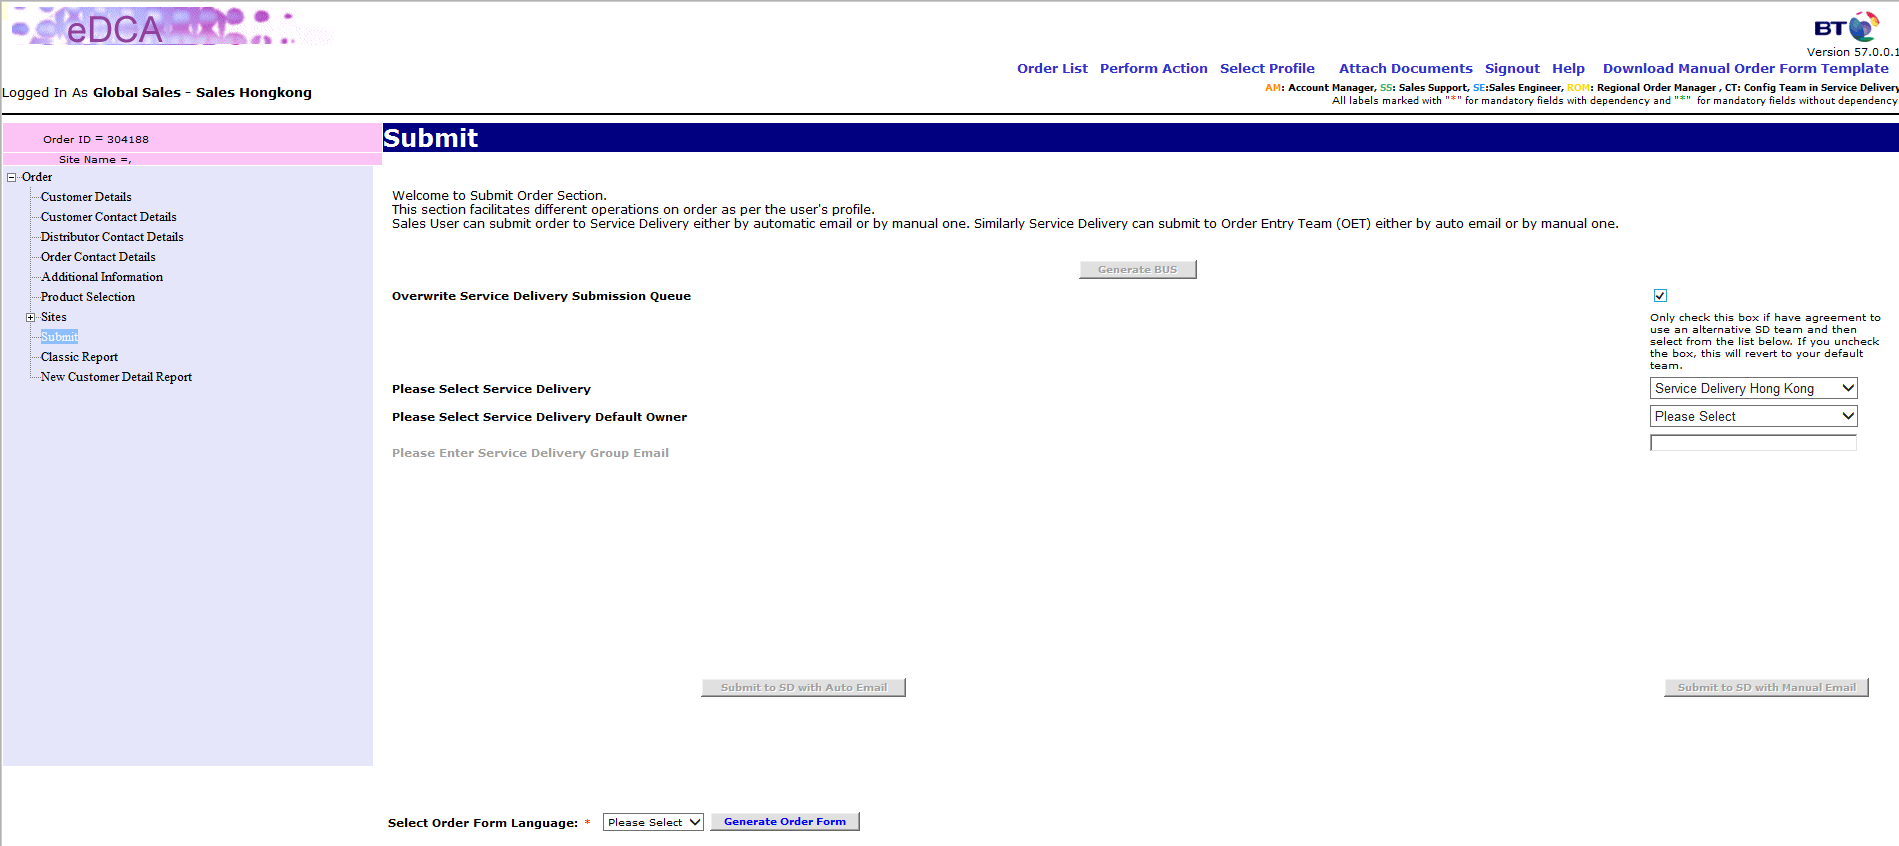 eDCA
BT
Version 57.0.0.1
Order List Perform Action Select Profile Attach Documents Signout Help Download Manual Order Form Template
Logged In As Global Sales - Sales Hongkong
AM: Account Manager, SS: Sales Support, SE:Sales Engineer, ROM: Regional Order Manager , CT: Config Team in Service Delivery
All labels marked with "*" for mandatory fields with dependency and "*" for mandatory fields without dependency
Order ID = 304188
Site Name =,
Submit
Order
Customer Details
Customer Contact Details
Distributor Contact Details
Order Contact Details
Additional Information
Product Selection
Sites
Submit
Classic Report
New Customer Detail Report
Welcome to Submit Order Section.
This section facilitates different operations on order as per the user's profile.
Sales User can submit order to Service Delivery either by automatic email or by manual one. Similarly Service Delivery can submit to Order Entry Team (OET) either by auto email or by manual one.
Generate BUS
Overwrite Service Delivery Submission Queue
Only check this box if have agreement to
use an alternative SD team and then
select from the list below. If you uncheck
the box, this will revert to your default
team.
Please Select Service Delivery
Service Delivery Hong Kong
Please Select Service Delivery Default Owner
Please Select
Please Enter Service Delivery Group Email
Submit to SD with Auto Email
Submit to SD with Manual Email
Select Order Form Language: * Please Select Generate Order Form